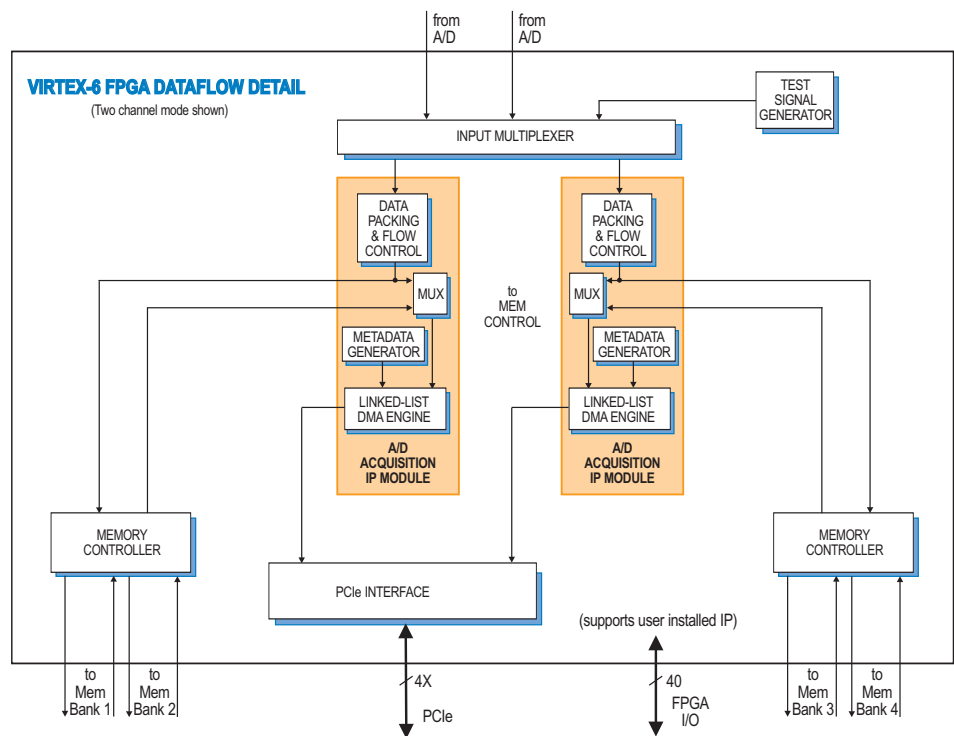 from
A/D
from
A/D
VIRTEX-6 FPGA DATAFLOW DETAIL
(Two channel mode shown)
TEST
SIGNAL
GENERATOR
INPUT MULTIPLEXER
DATA
PACKING
& FLOW
CONTROL
DATA
PACKING
& FLOW
CONTROL
MUX
to
MEM
CONTROL
MUX
METADATA
GENERATOR
METADATA
GENERATOR
LINKED-LIST
DMA ENGINE
LINKED-LIST
DMA ENGINE
A/D
ACQUISITION
IP MODULE
A/D
ACQUISITION
IP MODULE
MEMORY
CONTROLLER
MEMORY
CONTROLLER
PCIe INTERFACE
(supports user installed IP)
to
Mem
Bank 1
to
Mem
Bank 2
4X
PCIe
40
FPGA
I/O
to
Mem
Bank 3
to
Mem
Bank 4